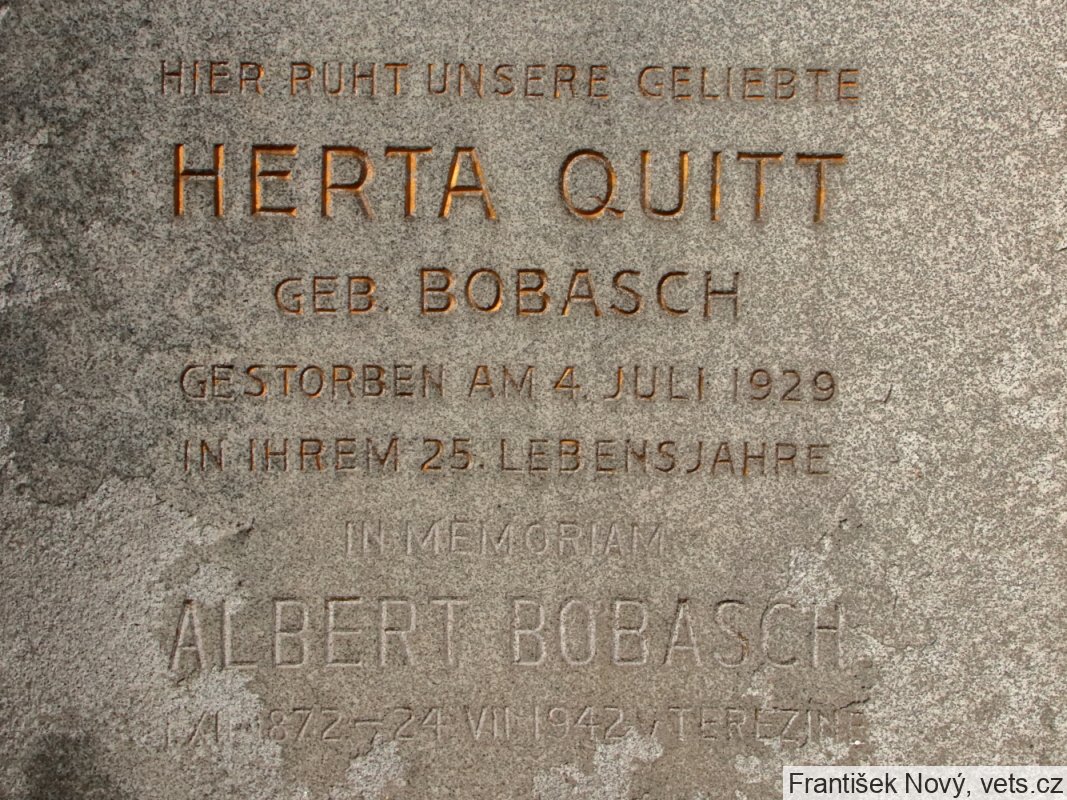 HIER RUHT UNSERE GELIEBTE
HERTA QUITT
GEB. BOBASCH
GESTORBEN AM 4. JULI 1929
IN IHREM 25. LEBENSJAHRE
IN MEMORIAM
ALBERT BOBASCH
1872 – 24 VII 1942 V TEREZINĚ
František Nový, vets.cz